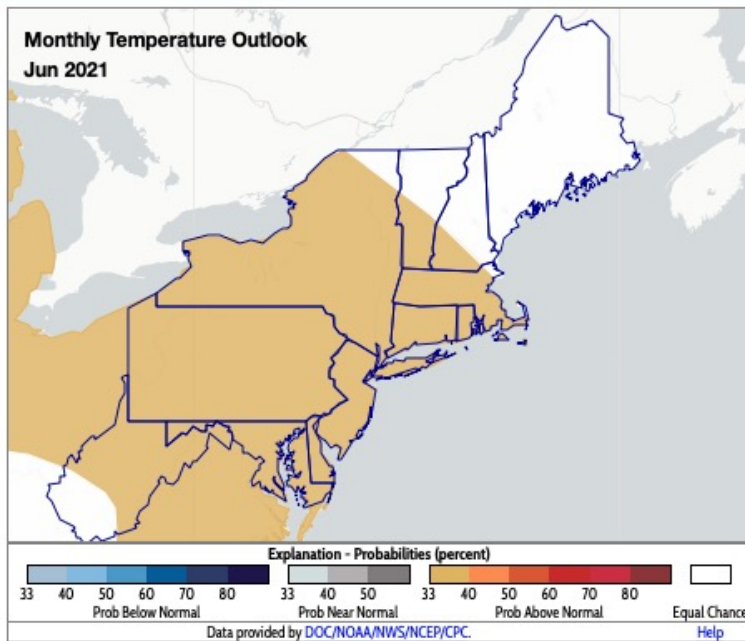 Monthly Temperature Outlook
Jun 2021
Explanation - Probabilities (percent)
33 40 50 60 70 80 33 40 50 33 40 50 60 70 80
Prob Below Normal Prob Near Normal Prob Above Normal Equal Chance
Data provided by DOC/NOAA/NWS/NCEP/CPC. Help